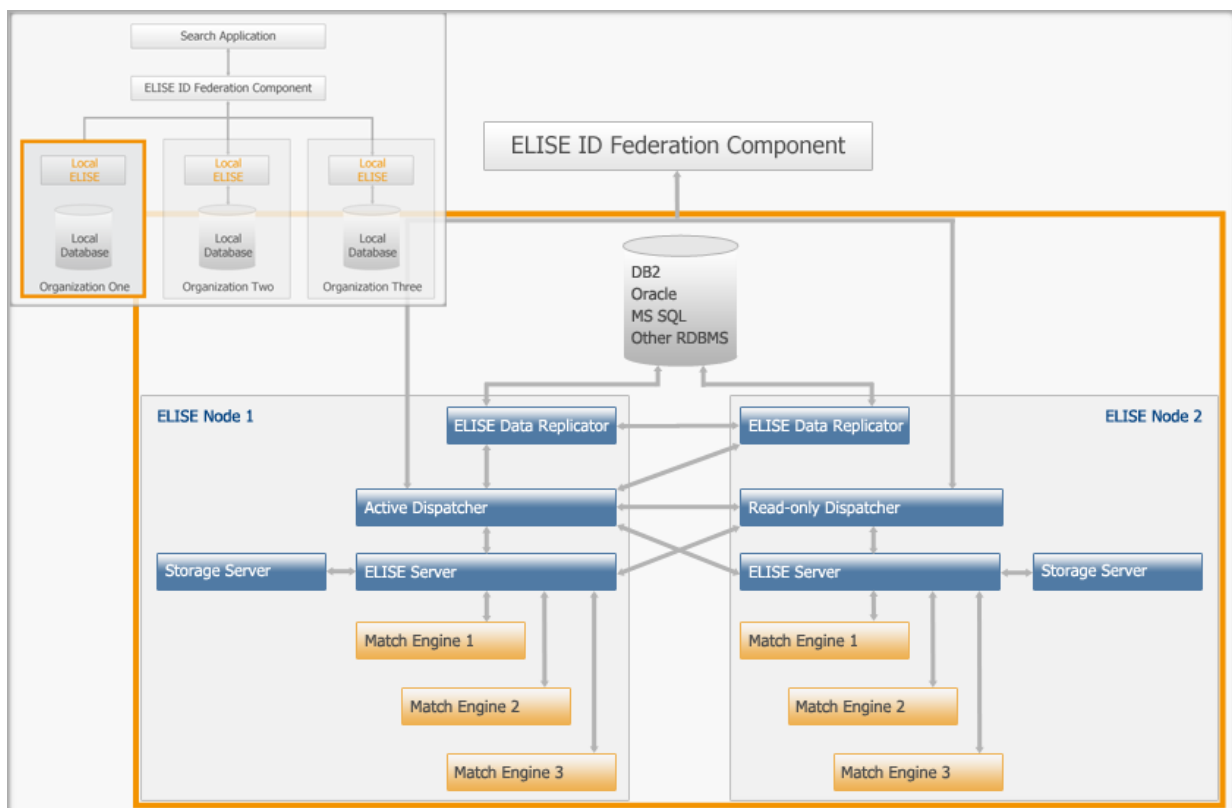 Search Application
ELISE ID Federation Component
Local
ELISE
Local
ELISE
Local
ELISE
Local
Database
Local
Database
Local
Database
Organization One
Organization Two
Organization Three
ELISE ID Federation Component
DB2
Oracle
MS SQL
Other RDBMS
ELISE Node 1
ELISE Data Replicator
Active Dispatcher
Storage Server
ELISE Server
Match Engine 1
Match Engine 2
Match Engine 3
ELISE Node 2
ELISE Data Replicator
Read-only Dispatcher
ELISE Server
Storage Server
Match Engine 1
Match Engine 2
Match Engine 3